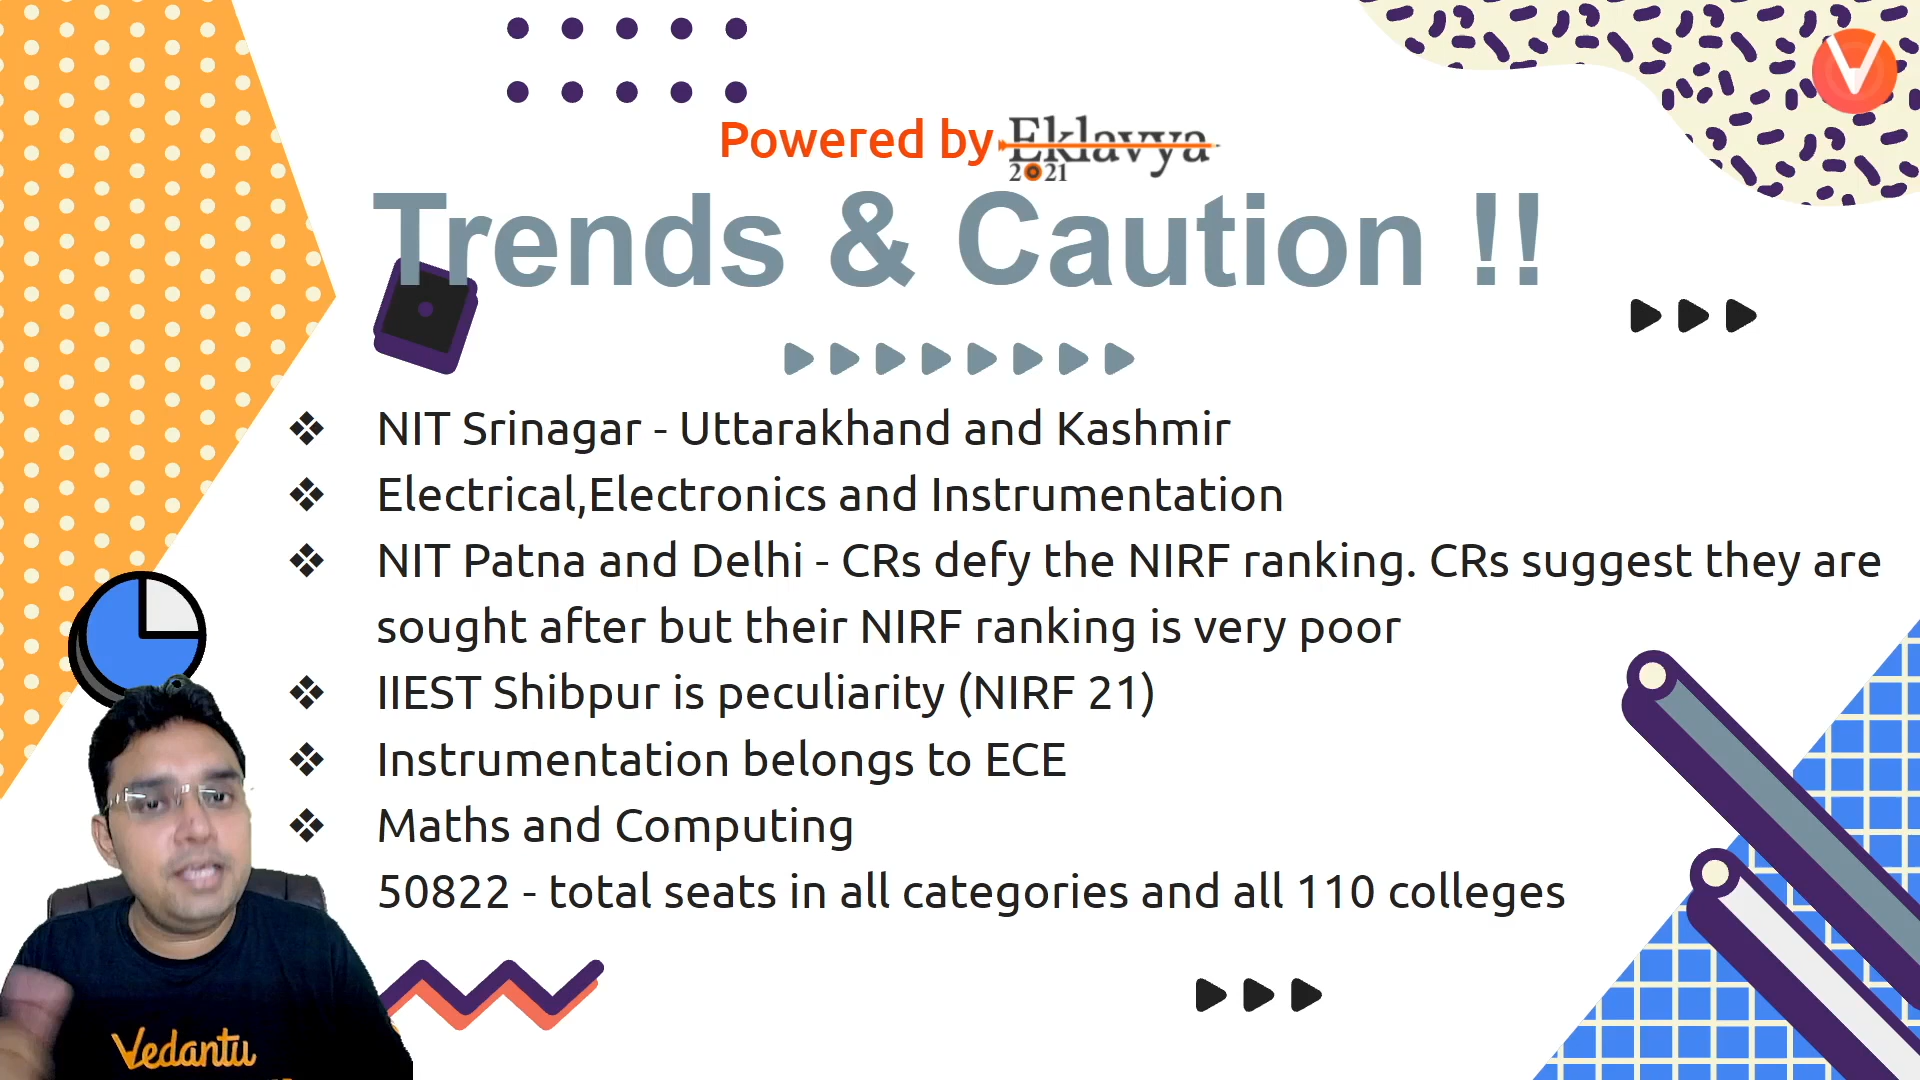 Powered by Eklavya
2021
Trends & Caution !!
❖ NIT Srinagar - Uttarakhand and Kashmir
❖ Electrical,Electronics and Instrumentation
❖ NIT Patna and Delhi - CRs defy the NIRF ranking. CRs suggest they are
sought after but their NIRF ranking is very poor
❖ IIEST Shibpur is peculiarity (NIRF 21)
❖ Instrumentation belongs to ECE
❖ Maths and Computing
50822 - total seats in all categories and all 110 colleges
Vedantu